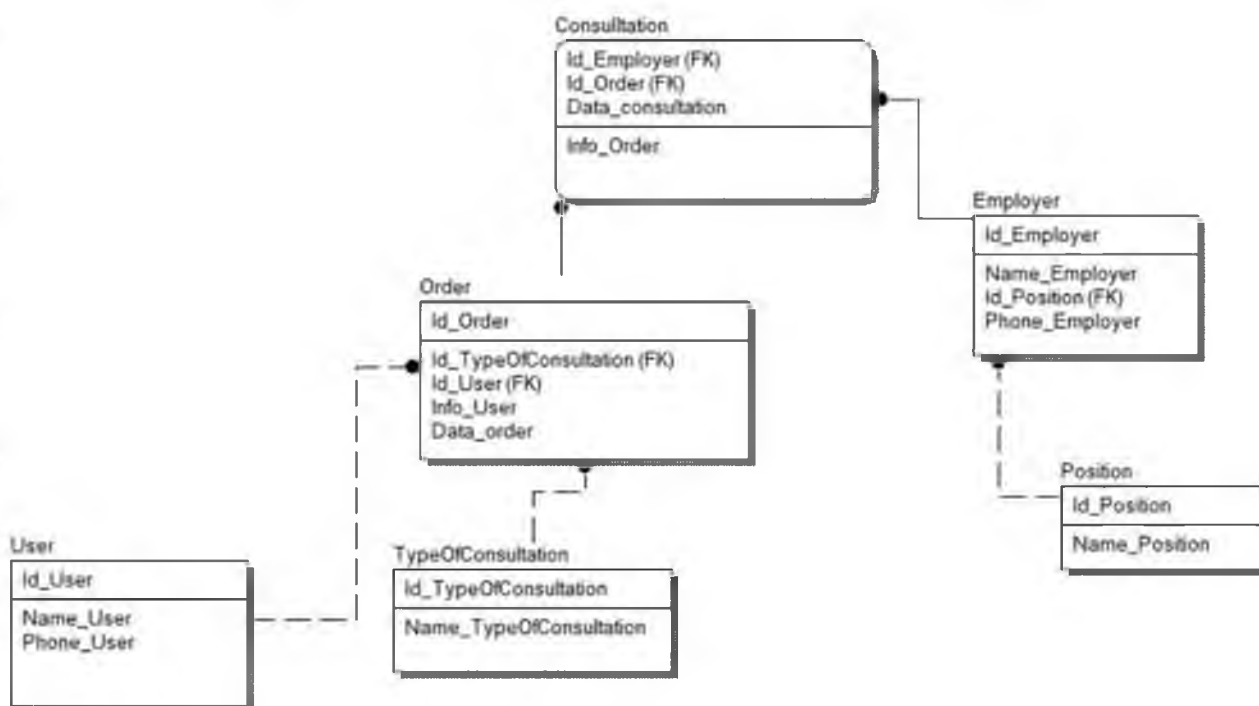 Consulltation
Id_Employer (FK)
Id_Order (FK)
Data_consultation
Info_Order
Employer
Id_Employer
Name_Employer
Id_Position (FK)
Phone_Employer
Order
Id_Order
Id_TypeOfConsultation (FK)
Id_User (FK)
Info_User
Data_order
Position
Id_Position
Name_Position
User
Id_User
Name_User
Phone_User
TypeOfConsultation
Id_TypeOfConsultation
Name_TypeOfConsultation